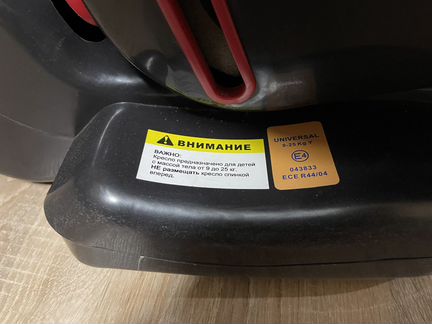 ВНИМАНИЕ
ВАЖНО:
Кресло предназначено для детей
с массой тела от 9 до 25 кг.
НЕ размещать кресло спинкой
вперед.
UNIVERSAL
9-25 KG Y
E4
043833
ECE R44/04